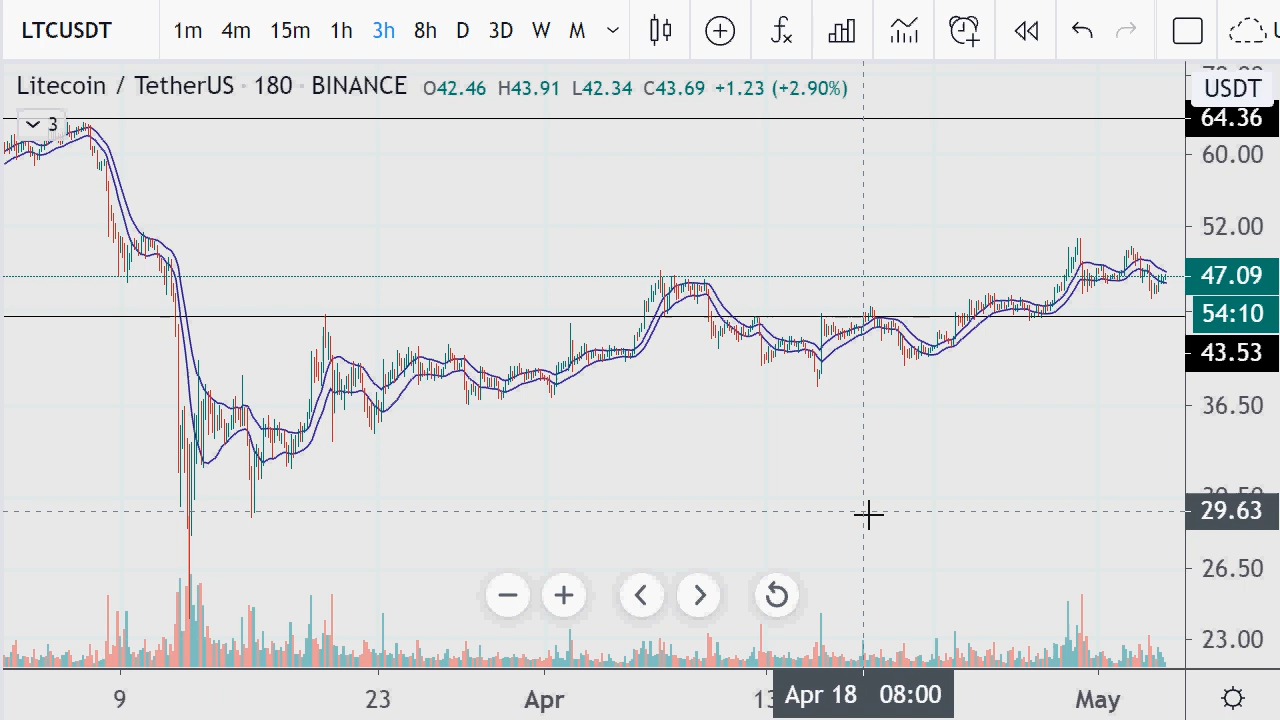 LTCUSDT 1m 4m 15m 1h 3h 8h D 3D W M
Litecoin / TetherUS · 180 · BINANCE O42.46 H43.91 L42.34 C43.69 +1.23 (+2.90%)
USDT
3
64.36
60.00
52.00
47.09
54:10
43.53
36.50
29.63
26.50
23.00
9 23 Apr 13 Apr 18 08:00 May